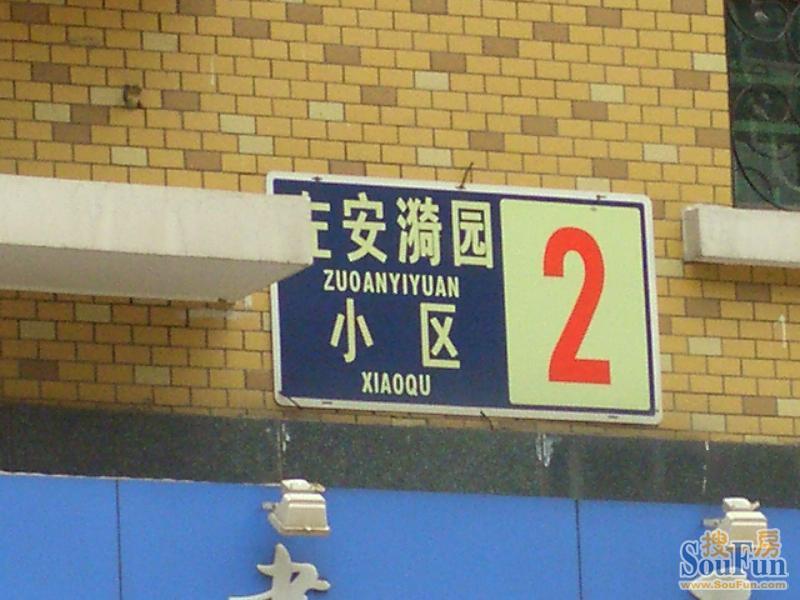 左安漪园
ZUOANYIYUAN
小区
XIAOQU
2
搜房
SouFun
www.SouFun.com